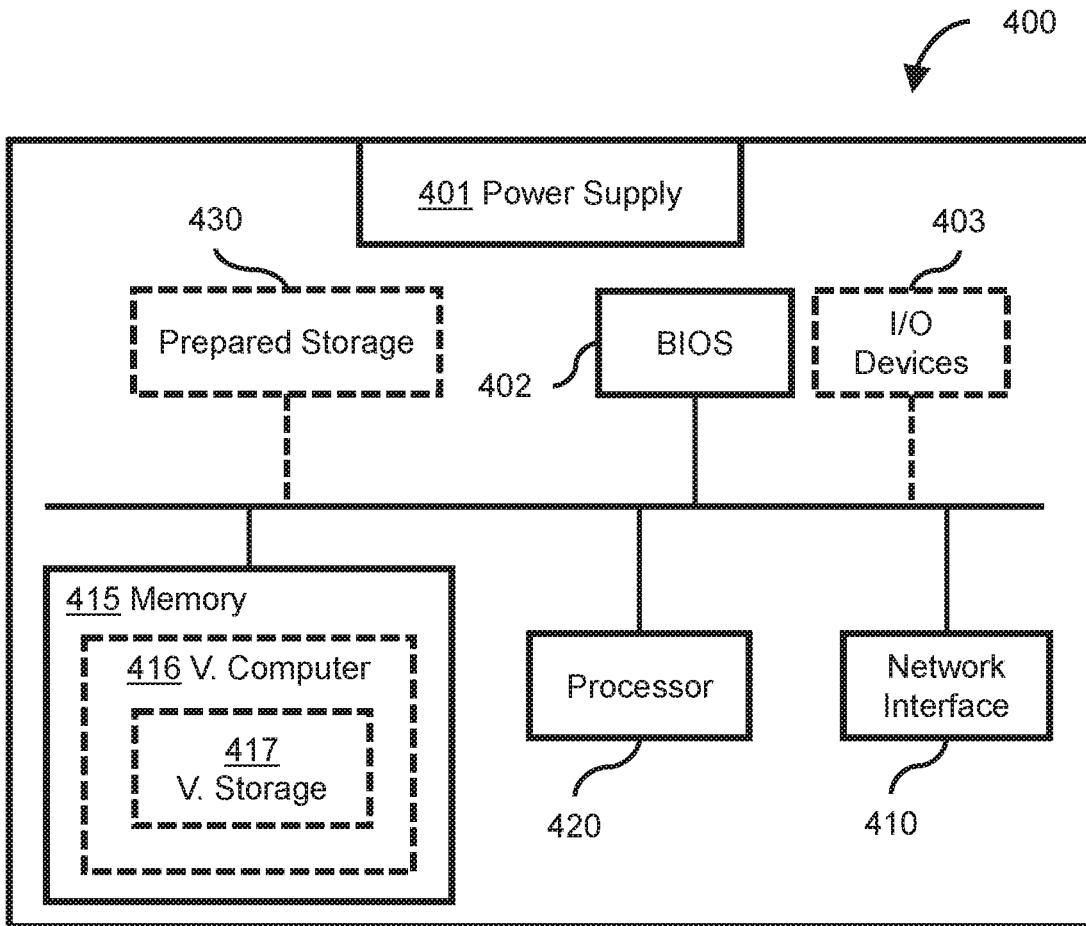 400
401 Power Supply
430
403
Prepared Storage
BIOS
I/O
Devices
402
415 Memory
416 V. Computer
417
V. Storage
Processor
Network
Interface
420
410